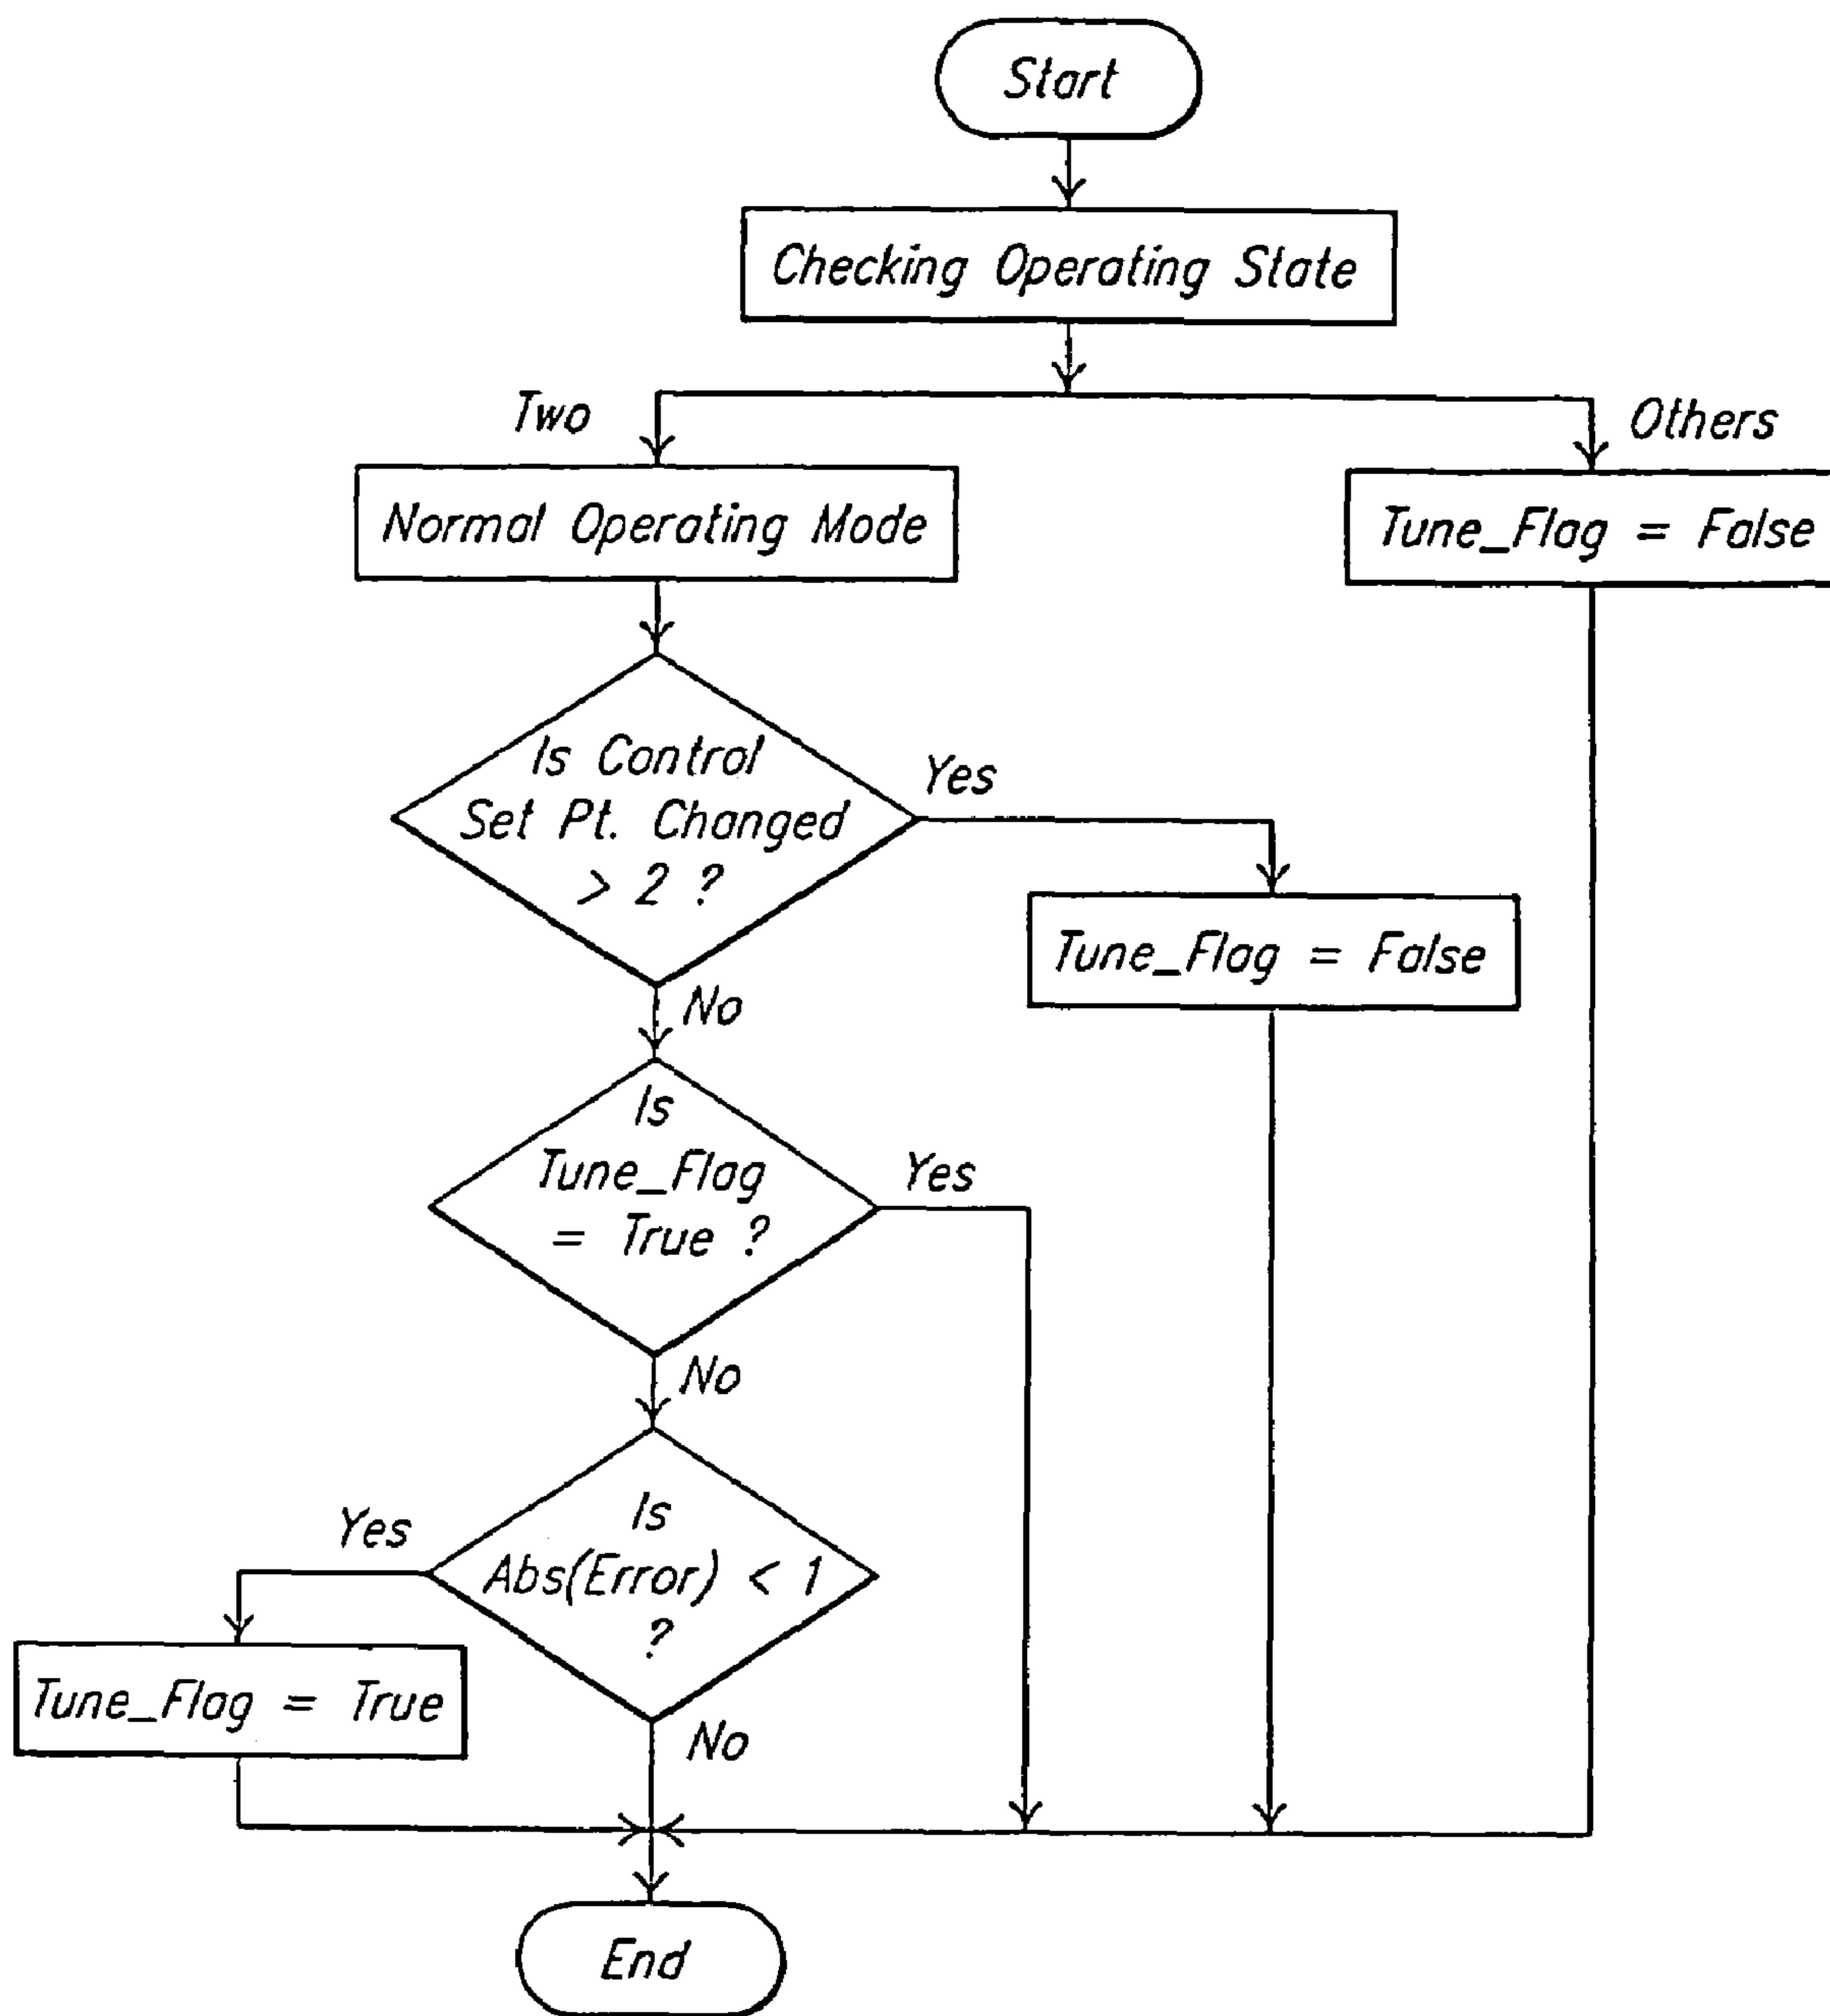 Start
Checking Operating State
Two
Others
Normal Operating Mode
Tune_Flag = False
Is Control
Set Pt. Changed
> 2 ?
Yes
Tune_Flag = False
No
Is
Tune_Flag
= True ?
Yes
No
Is
Abs(Error) < 1
?
Yes
Tune_Flag = True
No
End